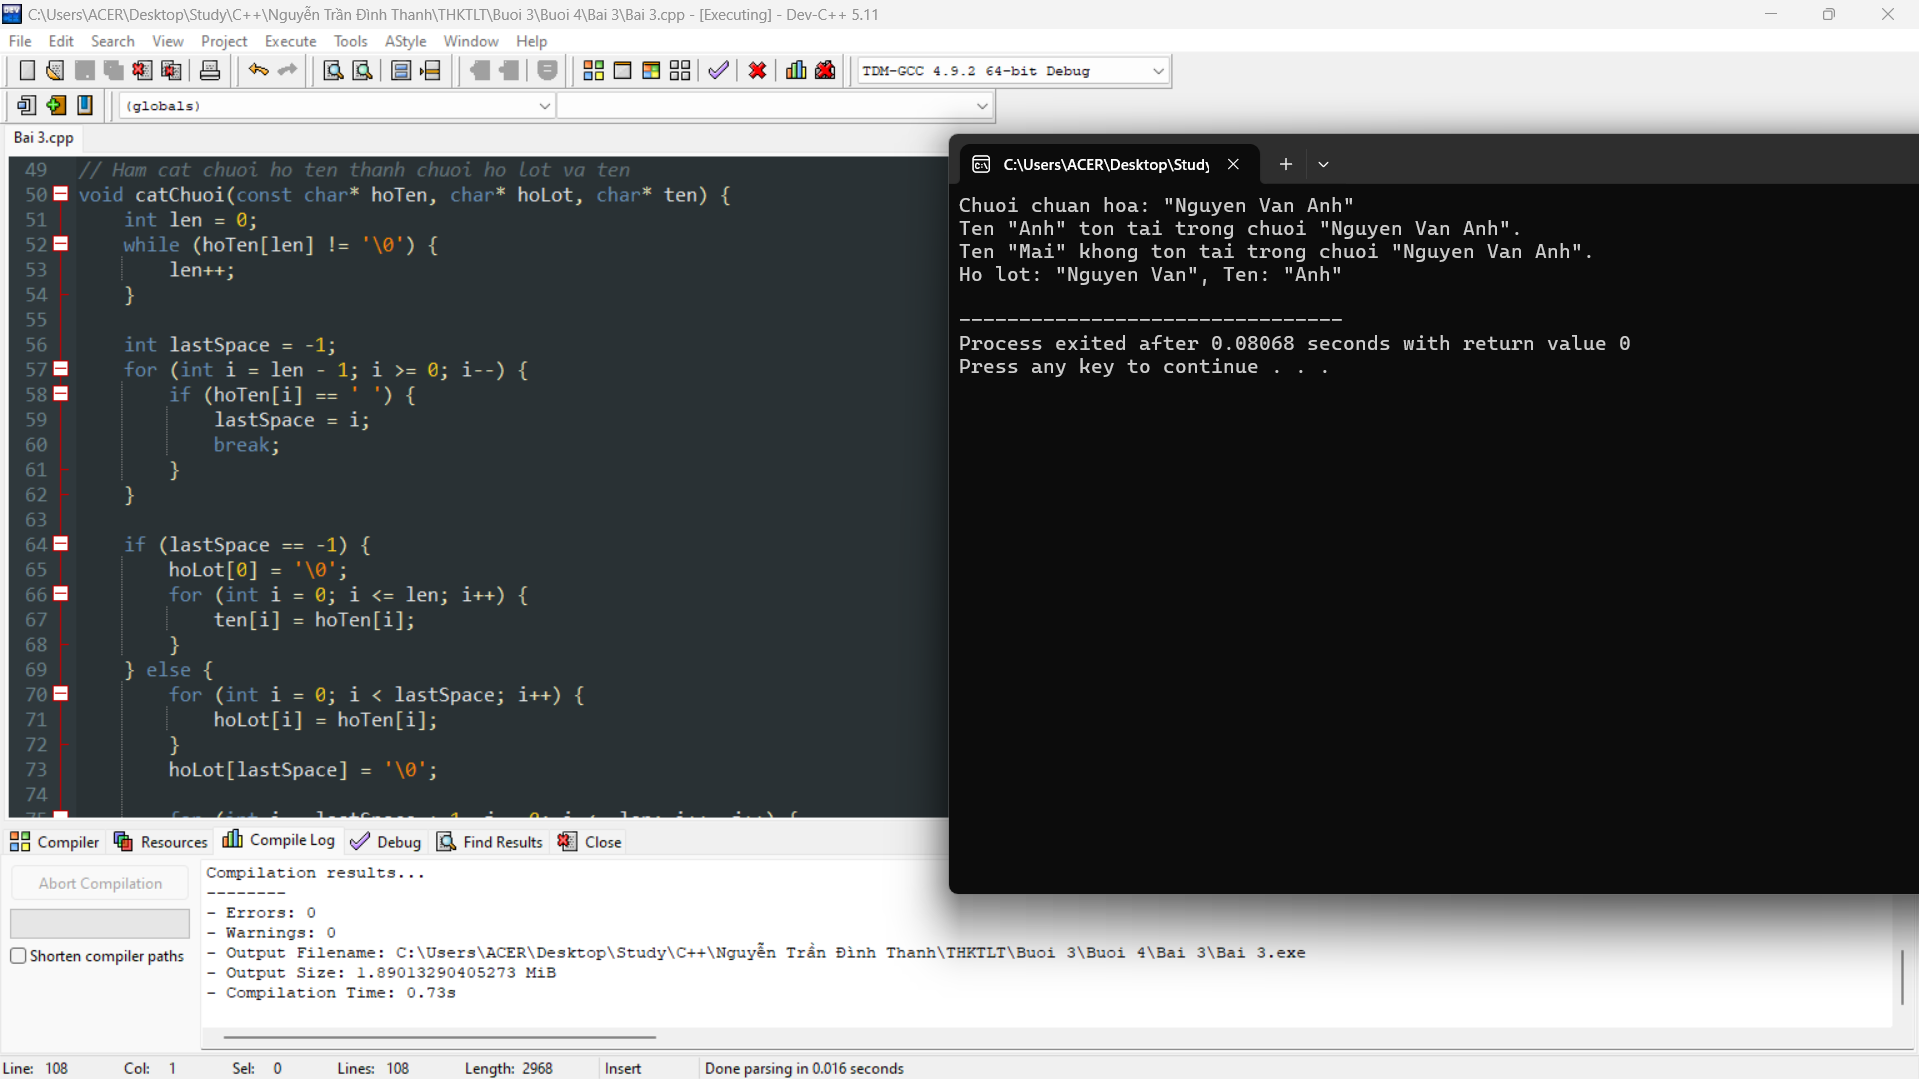 C:\Users\ACER\Desktop\Study\C++\Nguyễn Trần Đình Thanh\THKTLT\Buoi 3\Buoi 4\Bai 3\Bai 3.cpp - [Executing] - Dev-C++ 5.11
File Edit Search View Project Execute Tools AStyle Window Help
TDM-GCC 4.9.2 64-bit Debug
(globals)
Bai 3.cpp
49 // Ham cat chuoi ho ten thanh chuoi ho lot va ten
50 void catChuoi(const char* hoTen, char* hoLot, char* ten) {
51 int len = 0;
52 while (hoTen[len] != '\0') {
53 len++;
54 }
55
56 int lastSpace = -1;
57 for (int i = len - 1; i >= 0; i--) {
58 if (hoTen[i] == ' ') {
59 lastSpace = i;
60 break;
61 }
62 }
63
64 if (lastSpace == -1) {
65 hoLot[0] = '\0';
66 for (int i = 0; i <= len; i++) {
67 ten[i] = hoTen[i];
68 }
69 } else {
70 for (int i = 0; i < lastSpace; i++) {
71 hoLot[i] = hoTen[i];
72 }
73 hoLot[lastSpace] = '\0';
74
C:\Users\ACER\Desktop\Study
Chuoi chuan hoa: "Nguyen Van Anh"
Ten "Anh" ton tai trong chuoi "Nguyen Van Anh".
Ten "Mai" khong ton tai trong chuoi "Nguyen Van Anh".
Ho lot: "Nguyen Van", Ten: "Anh"
--------------------------------
Process exited after 0.08068 seconds with return value 0
Press any key to continue . . .
Compiler Resources Compile Log Debug Find Results Close
Abort Compilation
Shorten compiler paths
Compilation results...
--------
- Errors: 0
- Warnings: 0
- Output Filename: C:\Users\ACER\Desktop\Study\C++\Nguyễn Trần Đình Thanh\THKTLT\Buoi 3\Buoi 4\Bai 3\Bai 3.exe
- Output Size: 1.89013290405273 MiB
- Compilation Time: 0.73s
Line: 108 Col: 1 Sel: 0 Lines: 108 Length: 2968 Insert Done parsing in 0.016 seconds